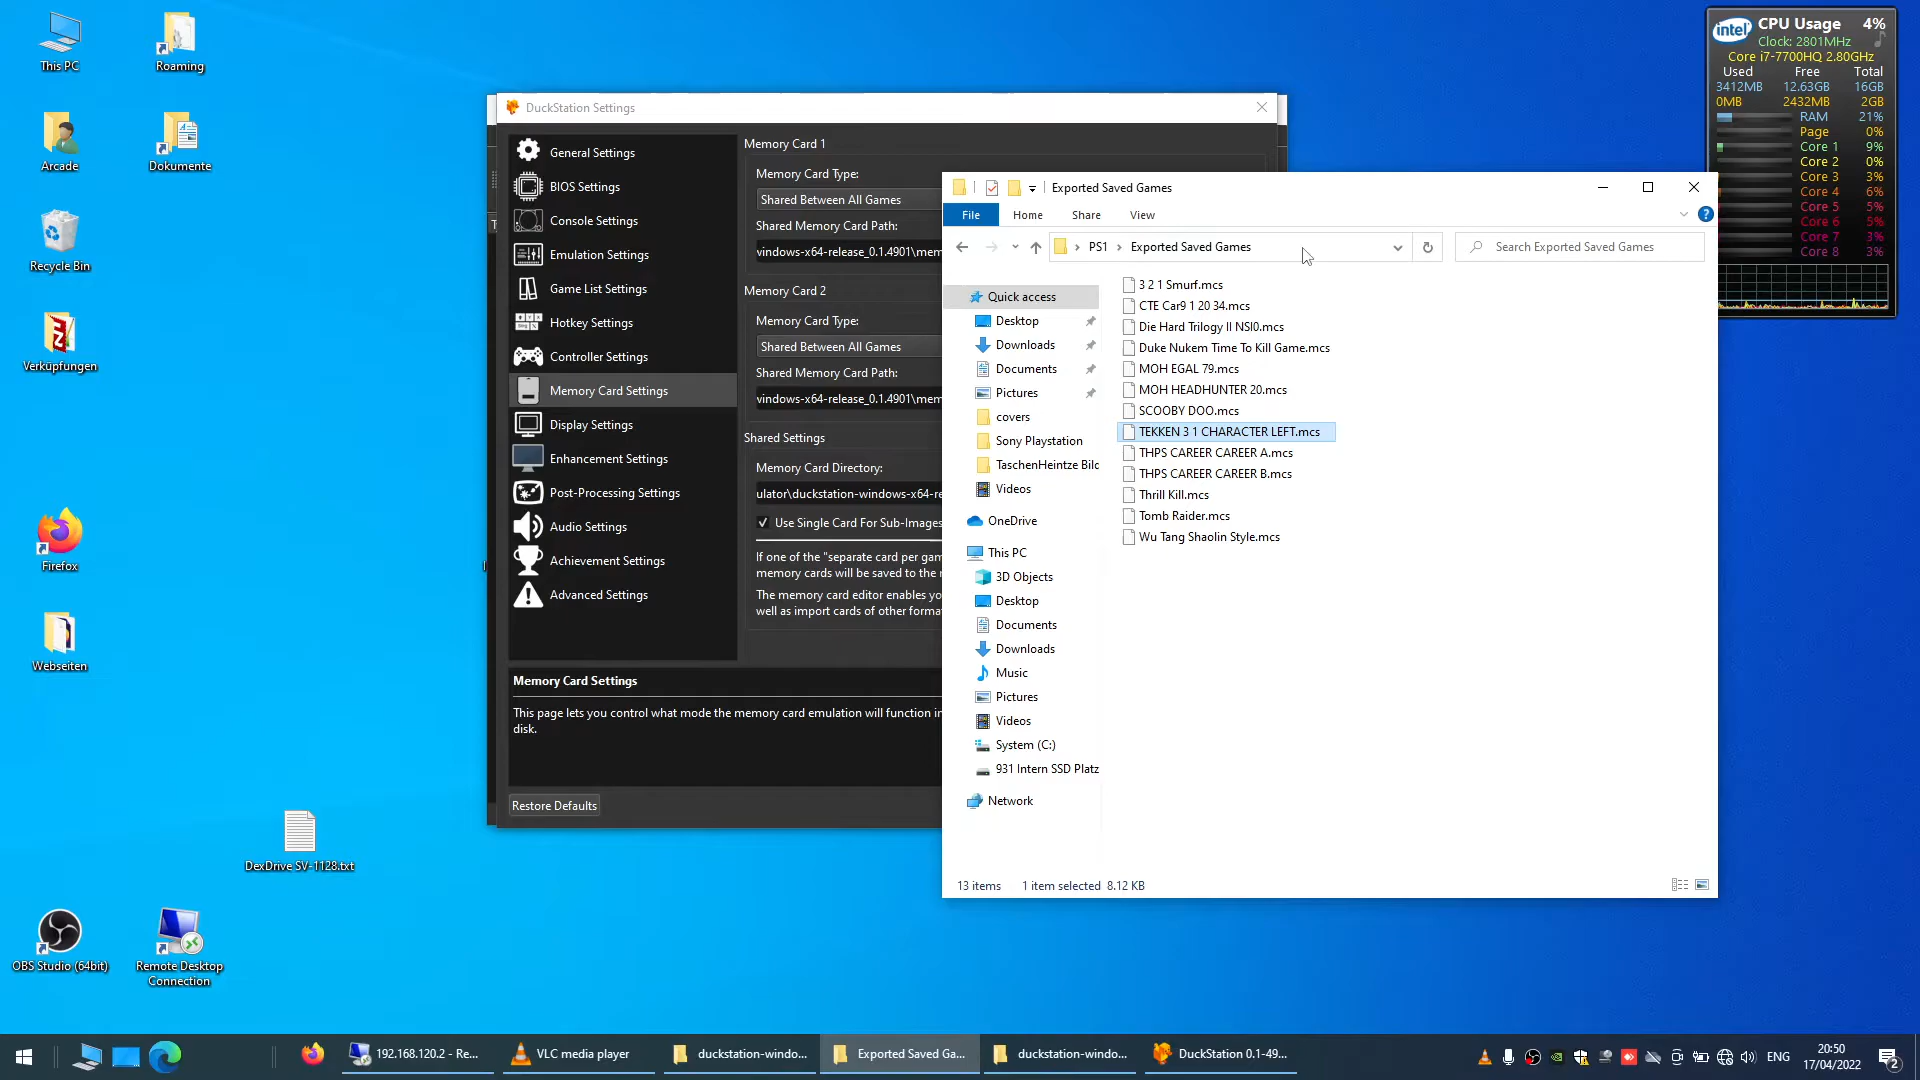 This PC
Roaming
Arcade
Dokumente
Recycle Bin
Verküpfungen
Firefox
Webseiten
DexDrive SV-1128.txt
OBS Studio (64bit)
Remote Desktop
Connection
DuckStation Settings
General Settings
BIOS Settings
Console Settings
Emulation Settings
Game List Settings
Hotkey Settings
Controller Settings
Memory Card Settings
Display Settings
Enhancement Settings
Post-Processing Settings
Audio Settings
Achievement Settings
Advanced Settings
Memory Card 1
Memory Card Type:
Shared Between All Games
Shared Memory Card Path:
vindows-x64-release_0.1.4901\mem
Memory Card 2
Memory Card Type:
Shared Between All Games
Shared Memory Card Path:
vindows-x64-release_0.1.4901\mem
Shared Settings
Memory Card Directory:
ulator\duckstation-windows-x64-re
Use Single Card For Sub-Images
If one of the "separate card per gam
memory cards will be saved to the
The memory card editor enables yo
well as import cards of other forma
Memory Card Settings
This page lets you control what mode the memory card emulation will function in
disk.
Restore Defaults
Exported Saved Games
File Home Share View
PS1 Exported Saved Games
Search Exported Saved Games
Quick access
Desktop
Downloads
Documents
Pictures
covers
Sony Playstation
TaschenHeintze Bilc
Videos
OneDrive
This PC
3D Objects
Desktop
Documents
Downloads
Music
Pictures
Videos
System (C:)
931 Intern SSD Platz
Network
3 2 1 Smurf.mcs
CTE Car9 1 20 34.mcs
Die Hard Trilogy II NSI0.mcs
Duke Nukem Time To Kill Game.mcs
MOH EGAL 79.mcs
MOH HEADHUNTER 20.mcs
SCOOBY DOO.mcs
TEKKEN 3 1 CHARACTER LEFT.mcs
THPS CAREER CAREER A.mcs
THPS CAREER CAREER B.mcs
Thrill Kill.mcs
Tomb Raider.mcs
Wu Tang Shaolin Style.mcs
13 items 1 item selected 8.12 KB
intel CPU Usage 4%
Clock: 2801MHz
Core i7-7700HQ 2.80GHz
Used Free Total
3412MB 12.63GB 16GB
0MB 2432MB 2GB
RAM 21%
Page 0%
Core 1 9%
Core 2 0%
Core 3 3%
Core 4 6%
Core 5 5%
Core 6 5%
Core 7 3%
Core 8 3%
192.168.120.2 - Re...
VLC media player
duckstation-windo...
Exported Saved Ga...
duckstation-windo...
DuckStation 0.1-49...
ENG
20:50
17/04/2022
2